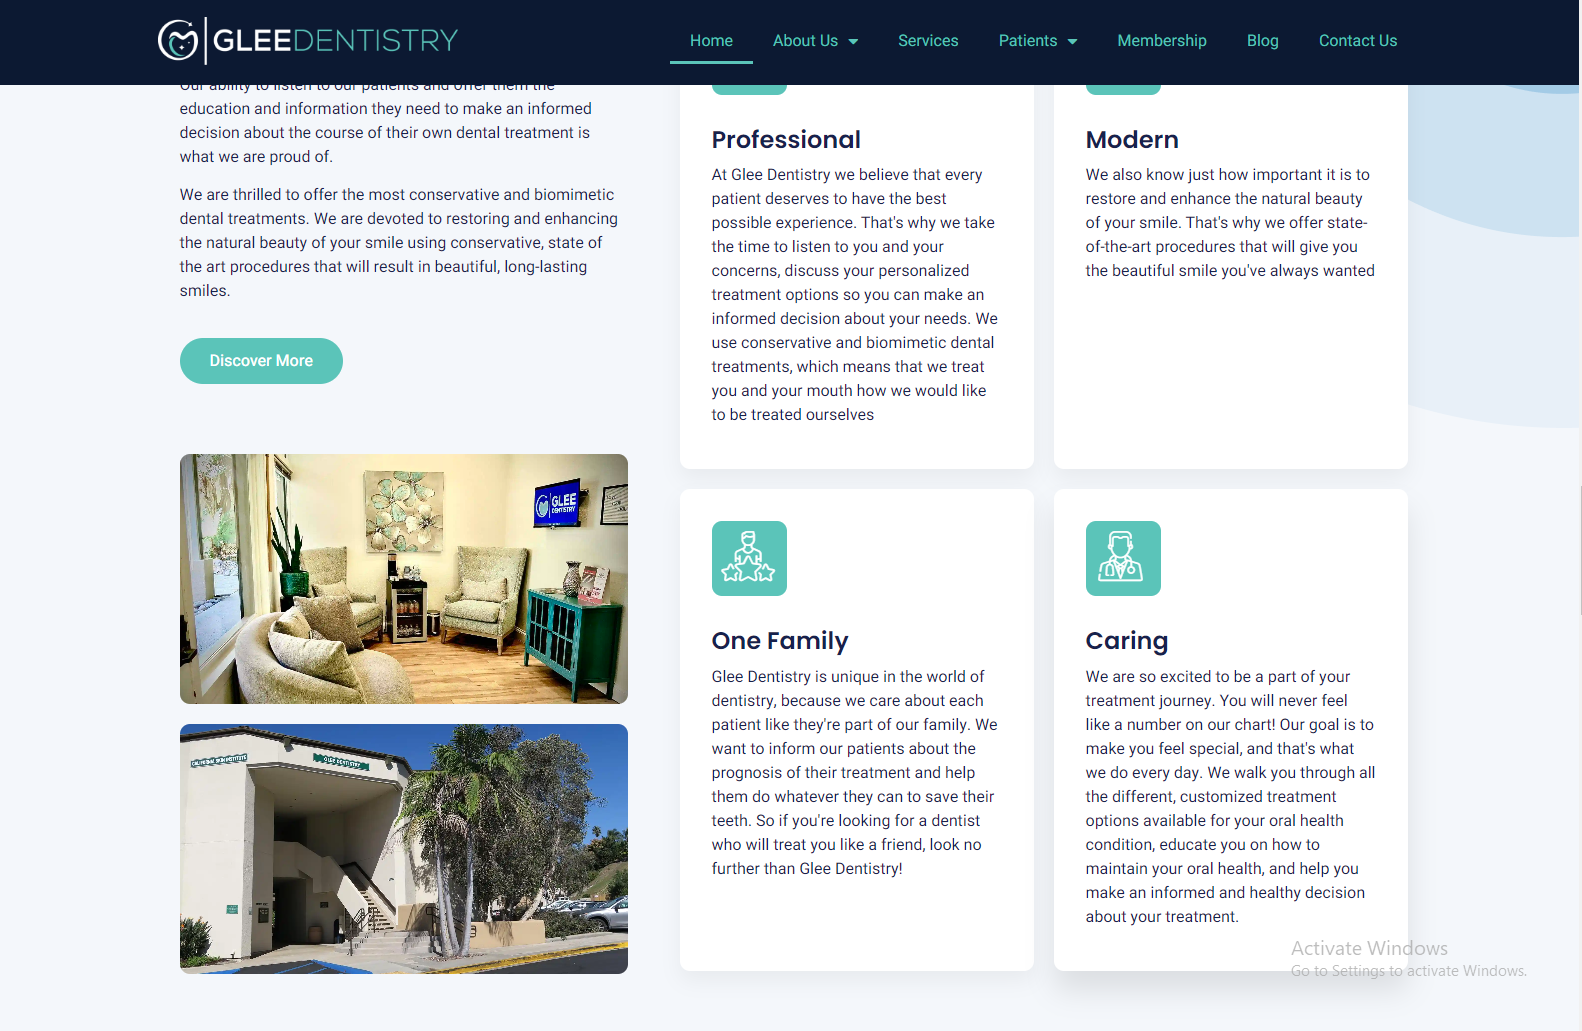 GLEEDENTISTRY
Home
About Us
Services
Patients
Membership
Blog
Contact Us
Our ability to listen to our patients and offer them the
education and information they need to make an informed
decision about the course of their own dental treatment is
what we are proud of.
We are thrilled to offer the most conservative and biomimetic
dental treatments. We are devoted to restoring and enhancing
the natural beauty of your smile using conservative, state of
the art procedures that will result in beautiful, long-lasting
smiles.
Discover More
GLEE
DENTISTRY
CALIFORNIA SKIN INSTITUTE
GLEE DENTISTRY
Professional
At Glee Dentistry we believe that every
patient deserves to have the best
possible experience. That's why we take
the time to listen to you and your
concerns, discuss your personalized
treatment options so you can make an
informed decision about your needs. We
use conservative and biomimetic dental
treatments, which means that we treat
you and your mouth how we would like
to be treated ourselves
Modern
We also know just how important it is to
restore and enhance the natural beauty
of your smile. That's why we offer state-
of-the-art procedures that will give you
the beautiful smile you've always wanted
One Family
Glee Dentistry is unique in the world of
dentistry, because we care about each
patient like they're part of our family. We
want to inform our patients about the
prognosis of their treatment and help
them do whatever they can to save their
teeth. So if you're looking for a dentist
who will treat you like a friend, look no
further than Glee Dentistry!
Caring
We are so excited to be a part of your
treatment journey. You will never feel
like a number on our chart! Our goal is to
make you feel special, and that's what
we do every day. We walk you through all
the different, customized treatment
options available for your oral health
condition, educate you on how to
maintain your oral health, and help you
make an informed and healthy decision
about your treatment.
Activate Windows
Go to Settings to activate Windows.